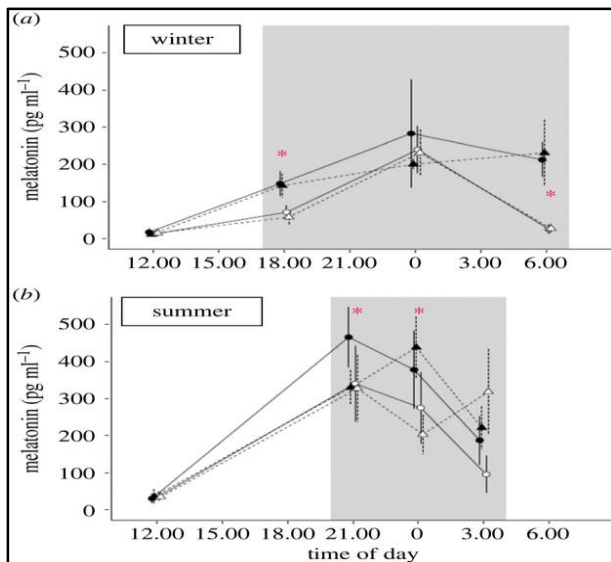 (a)
winter
melatonin (pg ml⁻¹)
500
400
300
200
100
0
*
*
12.00 15.00 18.00 21.00 0 3.00 6.00
(b)
summer
melatonin (pg ml⁻¹)
500
400
300
200
100
0
* *
12.00 15.00 18.00 21.00 0 3.00 6.00
time of day